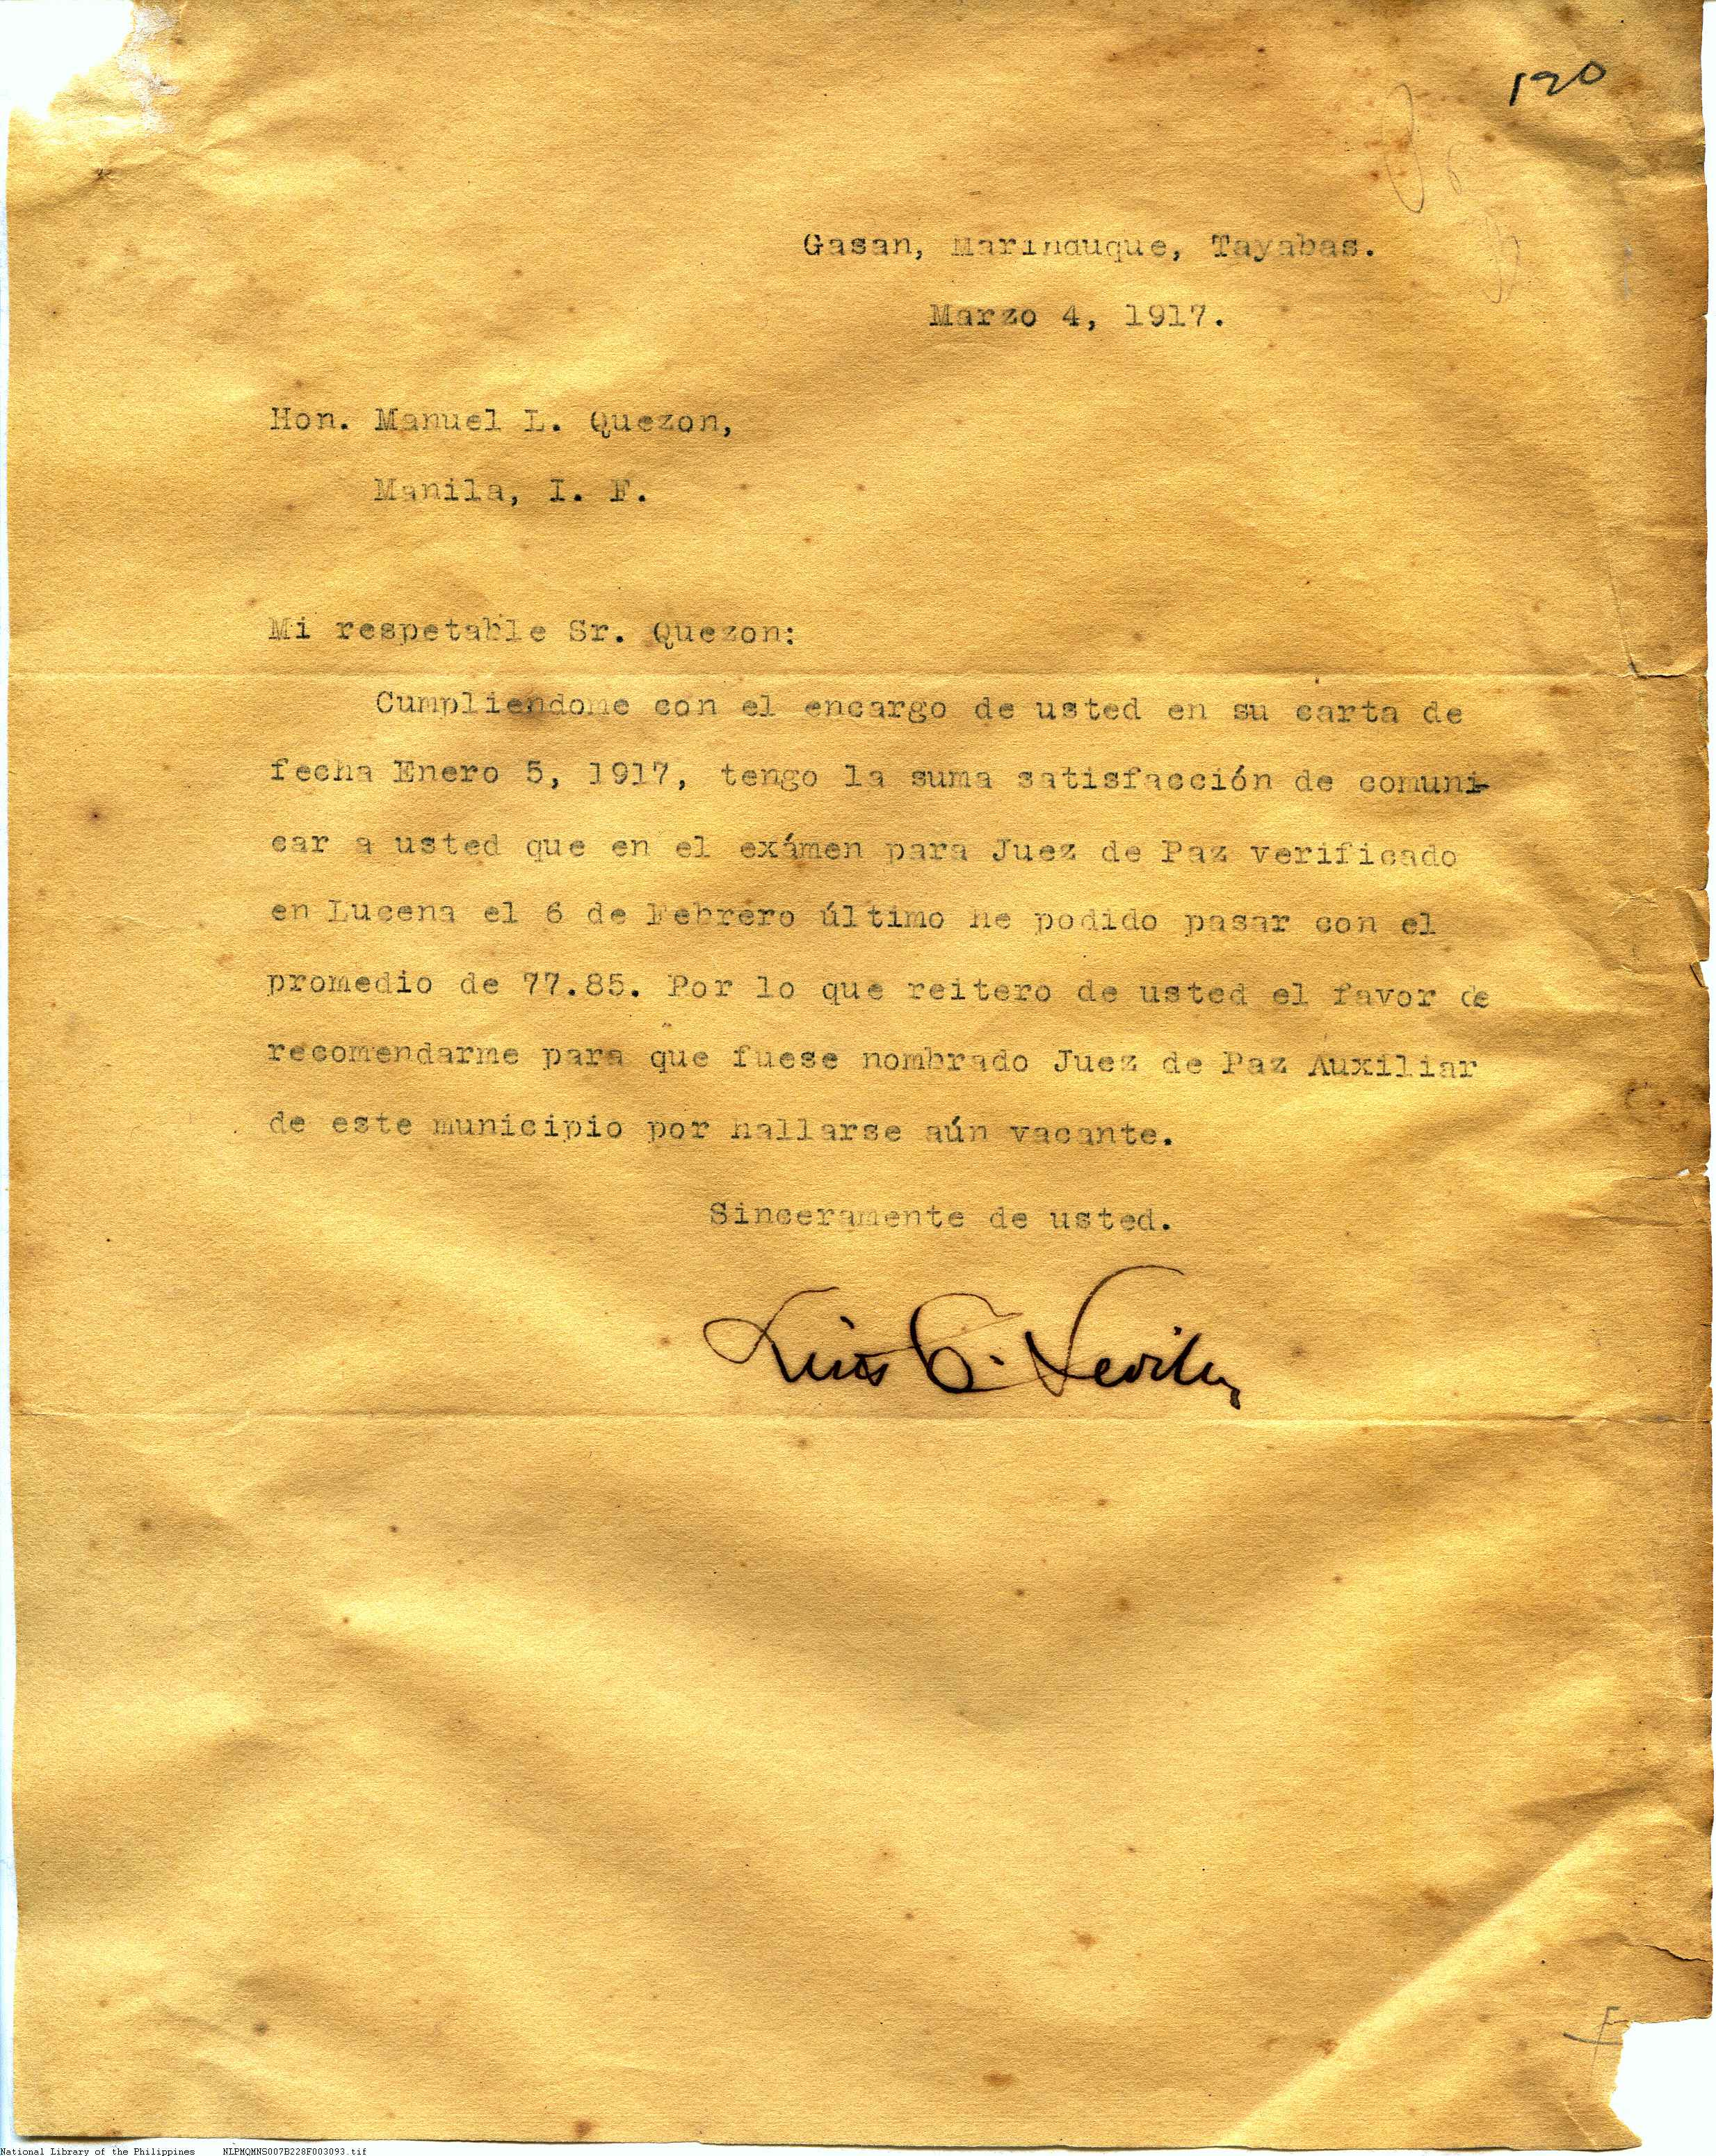 120
Gasan, Marinduque, Tayabas.
Marzo 4, 1917.
Hon. Manuel L. Quezon,
Manila, I. F.
Mi respetable Sr. Quezon:
Cumpliendome con el encargo de usted en su carta de
fecha Enero 5, 1917, tengo la suma satisfacción de comuni-
car a usted que en el exámen para Juez de Paz verificado
en Lucena el 6 de Febrero último he podido pasar con el
promedio de 77.85. Por lo que reitero de usted el favor de
recomendarme para que fuese nombrado Juez de Paz Auxiliar
de este municipio por hallarse aún vacante.
Sinceramente de usted.
Luis C. Sevilla
National Library of the Philippines NLPMQMNS007B228F003093.tif